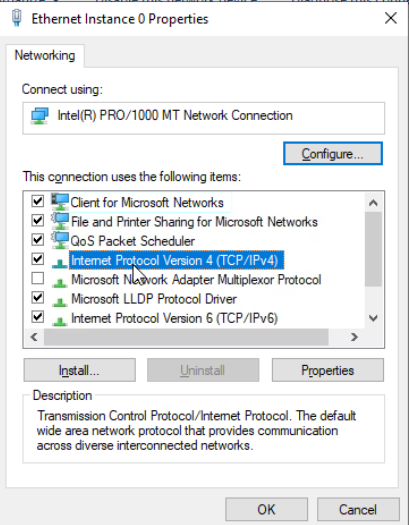 Ethernet Instance 0 Properties
Networking
Connect using:
Intel(R) PRO/1000 MT Network Connection
Configure...
This connection uses the following items:
Client for Microsoft Networks
File and Printer Sharing for Microsoft Networks
QoS Packet Scheduler
Internet Protocol Version 4 (TCP/IPv4)
Microsoft Network Adapter Multiplexor Protocol
Microsoft LLDP Protocol Driver
Internet Protocol Version 6 (TCP/IPv6)
Install...
Uninstall
Properties
Description
Transmission Control Protocol/Internet Protocol. The default
wide area network protocol that provides communication
across diverse interconnected networks.
OK
Cancel